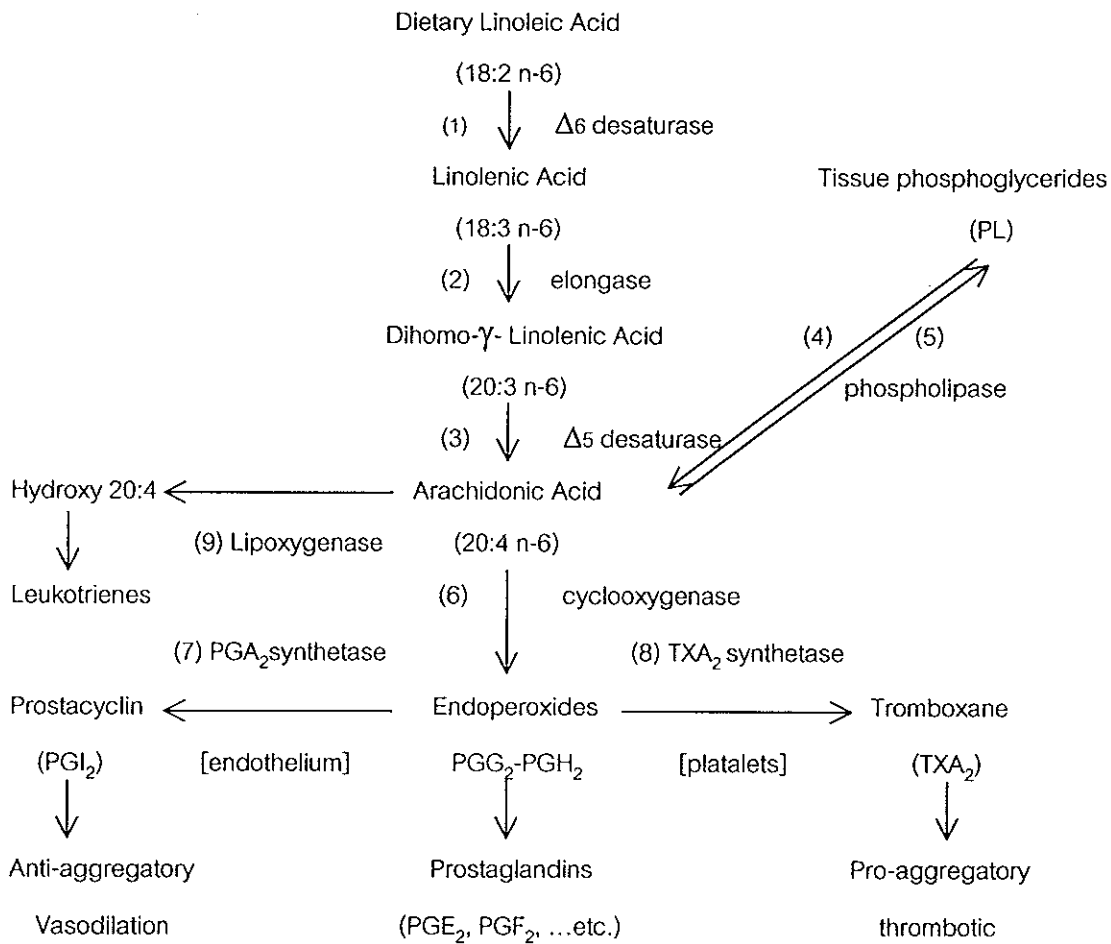 Dietary Linoleic Acid
(18:2 n-6)
(1) Δ6 desaturase
Linolenic Acid
Tissue phosphoglycerides
(18:3 n-6)
(PL)
(2) elongase
Dihomo-γ- Linolenic Acid
(4) (5)
phospholipase
(20:3 n-6)
(3) Δ5 desaturase
Hydroxy 20:4
Arachidonic Acid
(9) Lipoxygenase
(20:4 n-6)
Leukotrienes
(6) cyclooxygenase
(7) PGA₂synthetase
(8) TXA₂ synthetase
Prostacyclin
Endoperoxides
Tromboxane
(PGI₂)
[endothelium]
PGG₂-PGH₂
[platalets]
(TXA₂)
Anti-aggregatory
Prostaglandins
Pro-aggregatory
Vasodilation
(PGE₂, PGF₂, ...etc.)
thrombotic